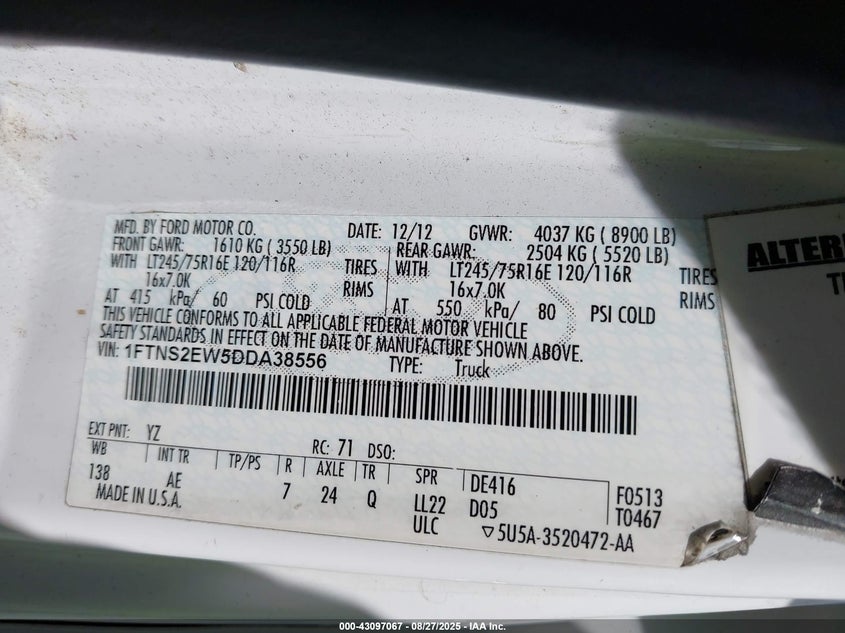 MFD. BY FORD MOTOR CO. DATE: 12/12 GVWR: 4037 KG ( 8900 LB)
FRONT GAWR: 1610 KG ( 3550 LB) REAR GAWR: 2504 KG ( 5520 LB)
WITH LT245/75R16E 120/116R TIRES WITH LT245/75R16E 120/116R TIRES
16x7.0K RIMS 16x7.0K RIMS
AT 415 kPa/ 60 PSI COLD AT 550 kPa/ 80 PSI COLD
THIS VEHICLE CONFORMS TO ALL APPLICABLE FEDERAL MOTOR VEHICLE
SAFETY STANDARDS IN EFFECT ON THE DATE OF MANUFACTURE SHOWN ABOVE.
VIN: 1FTNS2EW5DDA38556 TYPE: Truck
EXT PNT: YZ RC: 71 DSO:
WB INT TR TP/PS R AXLE TR SPR DE416 F0513
138 AE 7 24 Q LL22 D05 T0467
MADE IN U.S.A. ULC ▽5U5A-3520472-AA
000-43097067 - 08/27/2025 - IAA Inc.